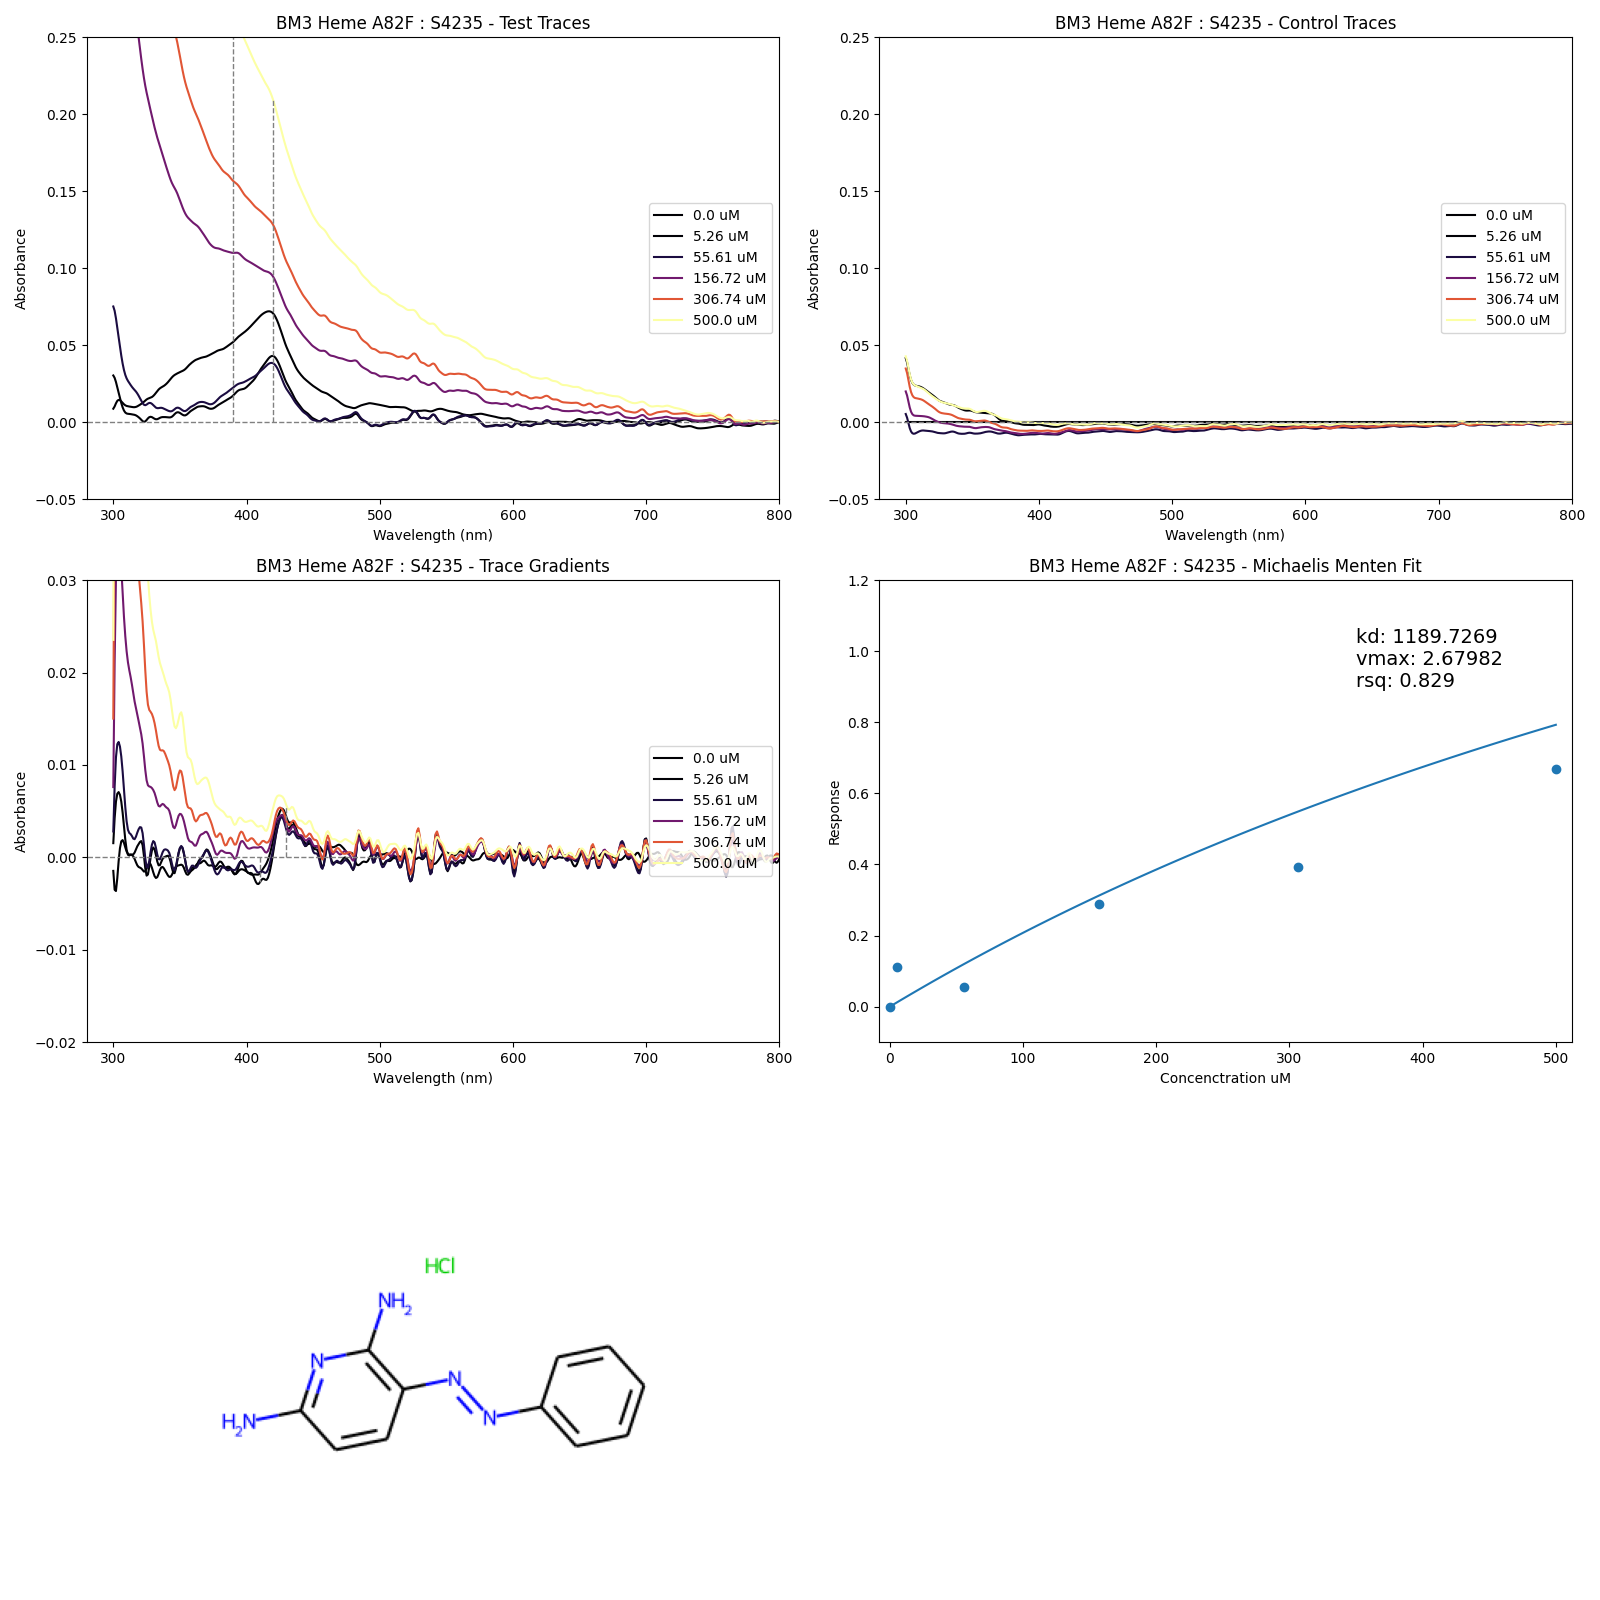 BM3 Heme A82F : S4235 - Test Traces
Absorbance
0.25
0.20
0.15
0.10
0.05
0.00
−0.05
300 400 500 600 700 800
Wavelength (nm)
0.0 uM
5.26 uM
55.61 uM
156.72 uM
306.74 uM
500.0 uM
BM3 Heme A82F : S4235 - Control Traces
Absorbance
0.25
0.20
0.15
0.10
0.05
0.00
−0.05
300 400 500 600 700 800
Wavelength (nm)
0.0 uM
5.26 uM
55.61 uM
156.72 uM
306.74 uM
500.0 uM
BM3 Heme A82F : S4235 - Trace Gradients
Absorbance
0.03
0.02
0.01
0.00
−0.01
−0.02
300 400 500 600 700 800
Wavelength (nm)
0.0 uM
5.26 uM
55.61 uM
156.72 uM
306.74 uM
500.0 uM
BM3 Heme A82F : S4235 - Michaelis Menten Fit
Response
1.2
1.0
0.8
0.6
0.4
0.2
0.0
0 100 200 300 400 500
Concenctration uM
kd: 1189.7269
vmax: 2.67982
rsq: 0.829
HCl
NH2
N
N
H2N
N